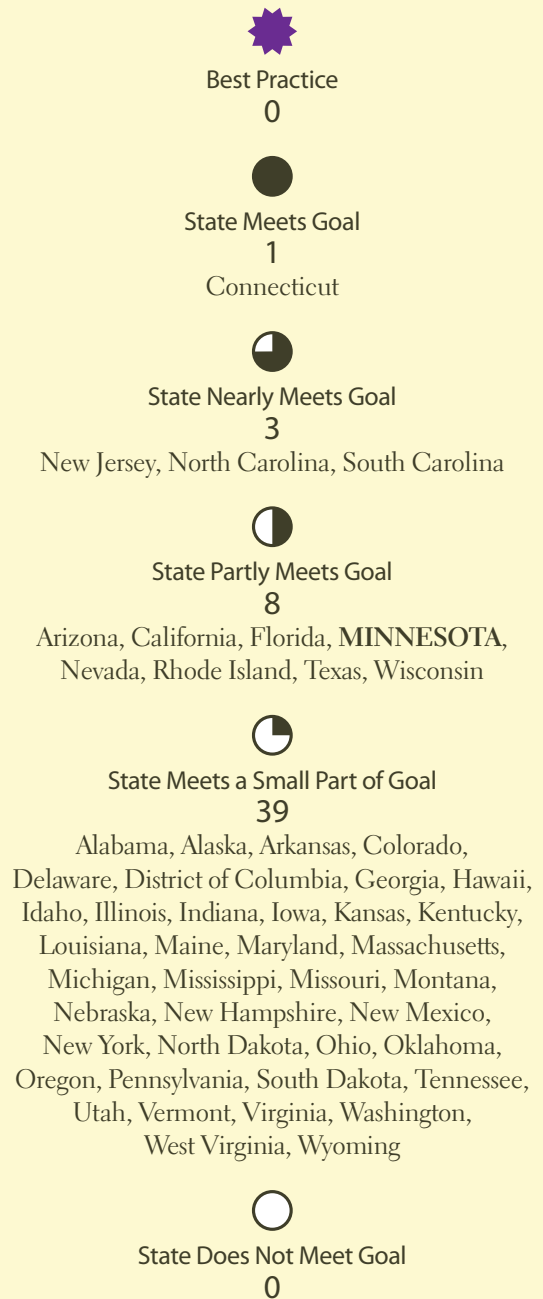 Best Practice
0
State Meets Goal
1
Connecticut
State Nearly Meets Goal
3
New Jersey, North Carolina, South Carolina
State Partly Meets Goal
8
Arizona, California, Florida, MINNESOTA,
Nevada, Rhode Island, Texas, Wisconsin
State Meets a Small Part of Goal
39
Alabama, Alaska, Arkansas, Colorado,
Delaware, District of Columbia, Georgia, Hawaii,
Idaho, Illinois, Indiana, Iowa, Kansas, Kentucky,
Louisiana, Maine, Maryland, Massachusetts,
Michigan, Mississippi, Missouri, Montana,
Nebraska, New Hampshire, New Mexico,
New York, North Dakota, Ohio, Oklahoma,
Oregon, Pennsylvania, South Dakota, Tennessee,
Utah, Vermont, Virginia, Washington,
West Virginia, Wyoming
State Does Not Meet Goal
0